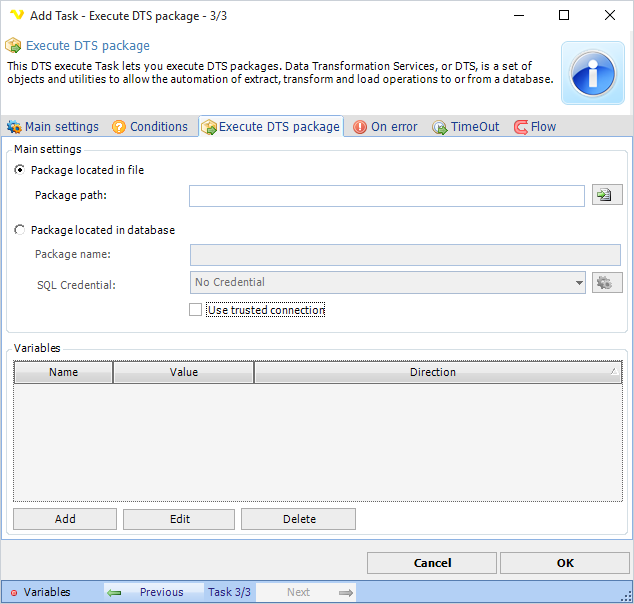 Add Task - Execute DTS package - 3/3
Execute DTS package
This DTS execute Task lets you execute DTS packages. Data Transformation Services, or DTS, is a set of
objects and utilities to allow the automation of extract, transform and load operations to or from a database.
Main settings Conditions Execute DTS package On error TimeOut Flow
Main settings
Package located in file
Package path:
Package located in database
Package name:
SQL Credential: No Credential
Use trusted connection
Variables
Name Value Direction
Add Edit Delete
Cancel OK
Variables Previous Task 3/3 Next